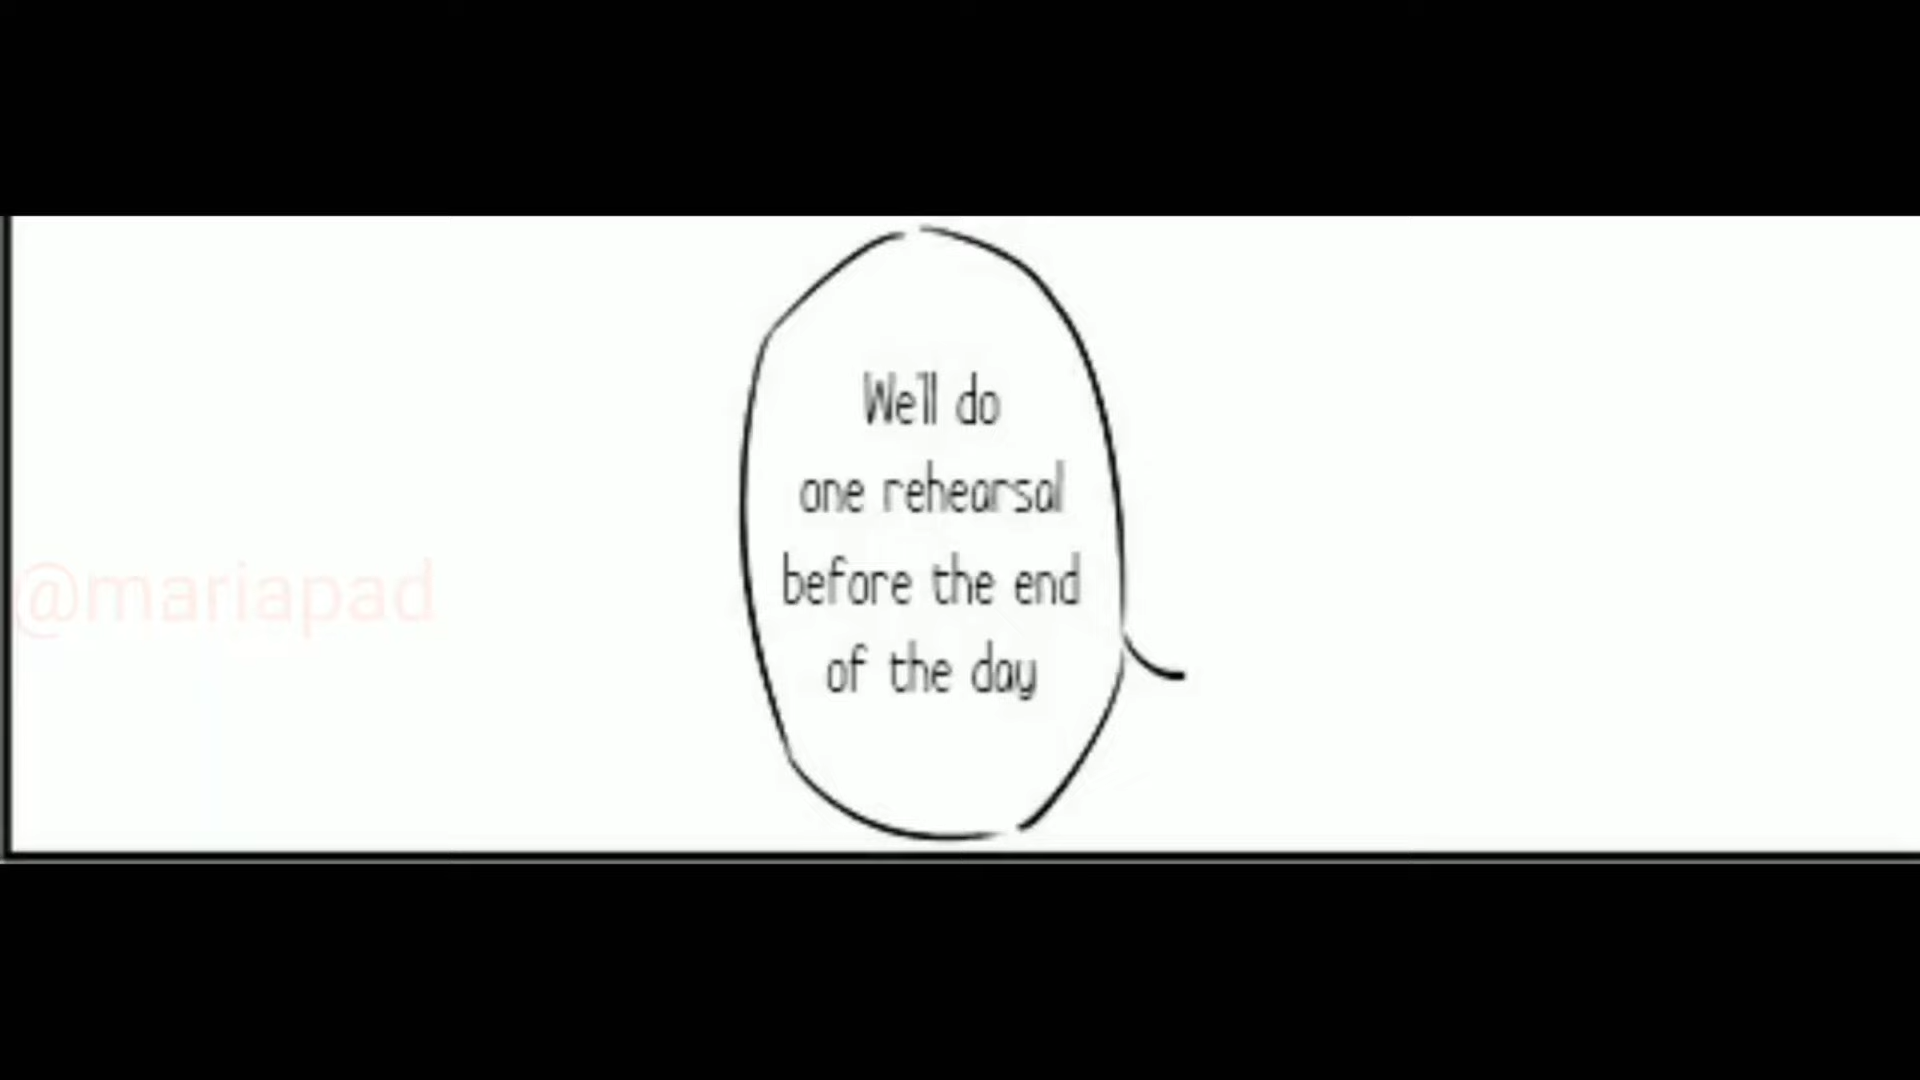 We'll do
one rehearsal
before the end
of the day
@mariapad